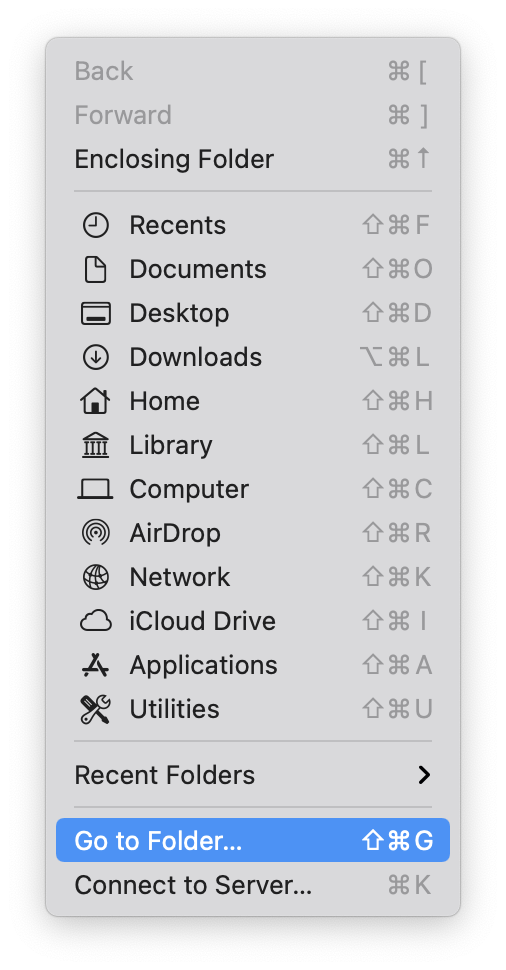 Back ⌘ [
Forward ⌘ ]
Enclosing Folder ⌘ ↑
Recents ⇧⌘F
Documents ⇧⌘O
Desktop ⇧⌘D
Downloads ⌥⌘L
Home ⇧⌘H
Library ⇧⌘L
Computer ⇧⌘C
AirDrop ⇧⌘R
Network ⇧⌘K
iCloud Drive ⇧⌘I
Applications ⇧⌘A
Utilities ⇧⌘U
Recent Folders
Go to Folder... ⇧⌘G
Connect to Server... ⌘K